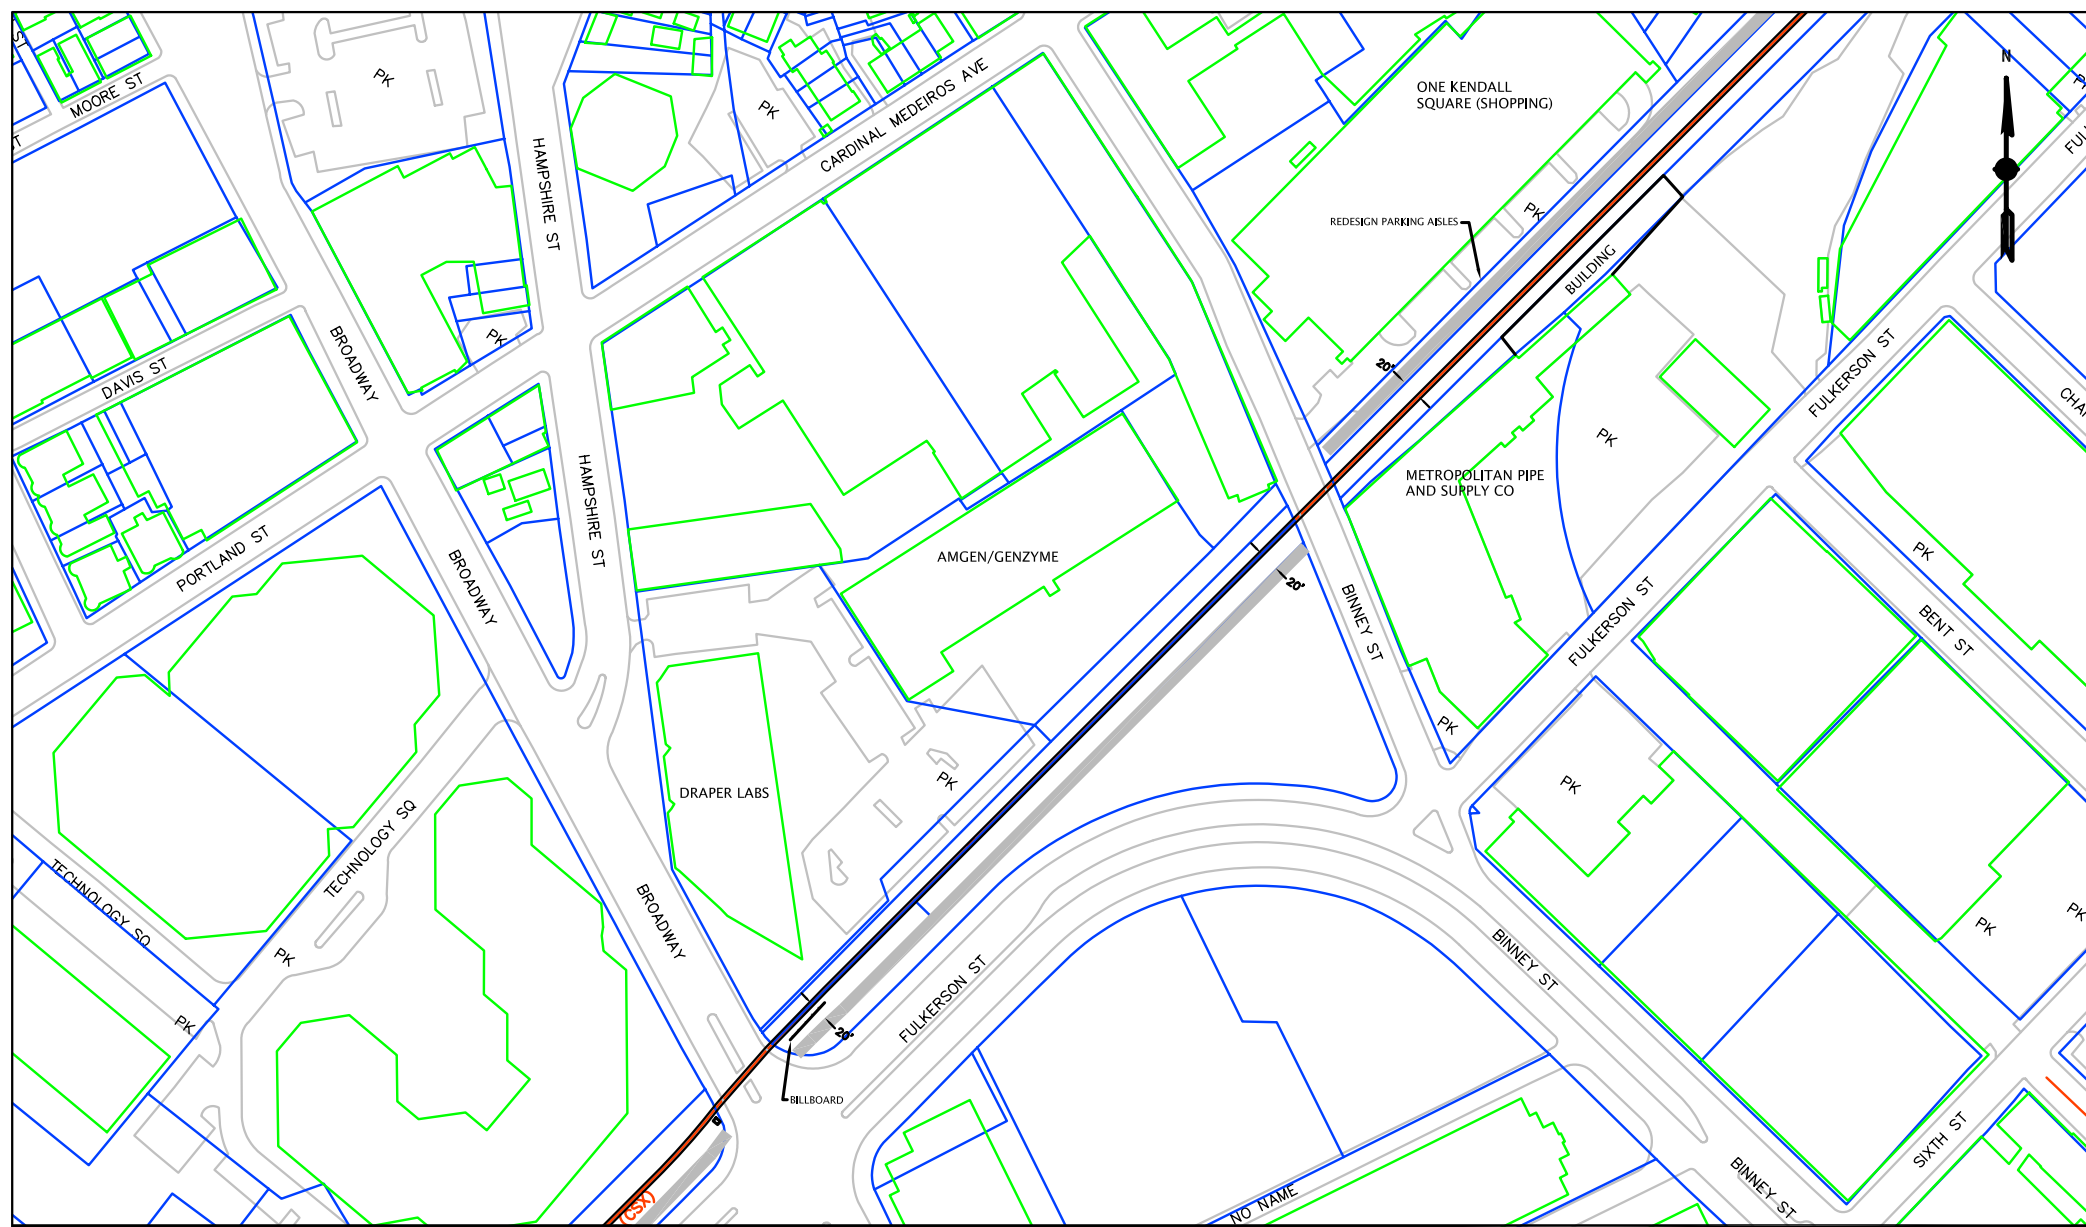 ST
MOORE ST
ST
PK
PK
HAMPSHIRE ST
CARDINAL MEDEIROS AVE
ONE KENDALL
SQUARE (SHOPPING)
N
REDESIGN PARKING AISLES
PK
BUILDING
DAVIS ST
BROADWAY
PK
20'
FULKERSON ST
PK
METROPOLITAN PIPE
AND SUPPLY CO
HAMPSHIRE ST
PORTLAND ST
BROADWAY
AMGEN/GENZYME
20'
BINNEY ST
FULKERSON ST
PK
BENT ST
PK
DRAPER LABS
PK
PK
TECHNOLOGY SQ
TECHNOLOGY SQ
BROADWAY
PK
PK
FULKERSON ST
20'
BINNEY ST
PK
PK
BILLBOARD
(CSX)
NO NAME
BINNEY ST
SIXTH ST